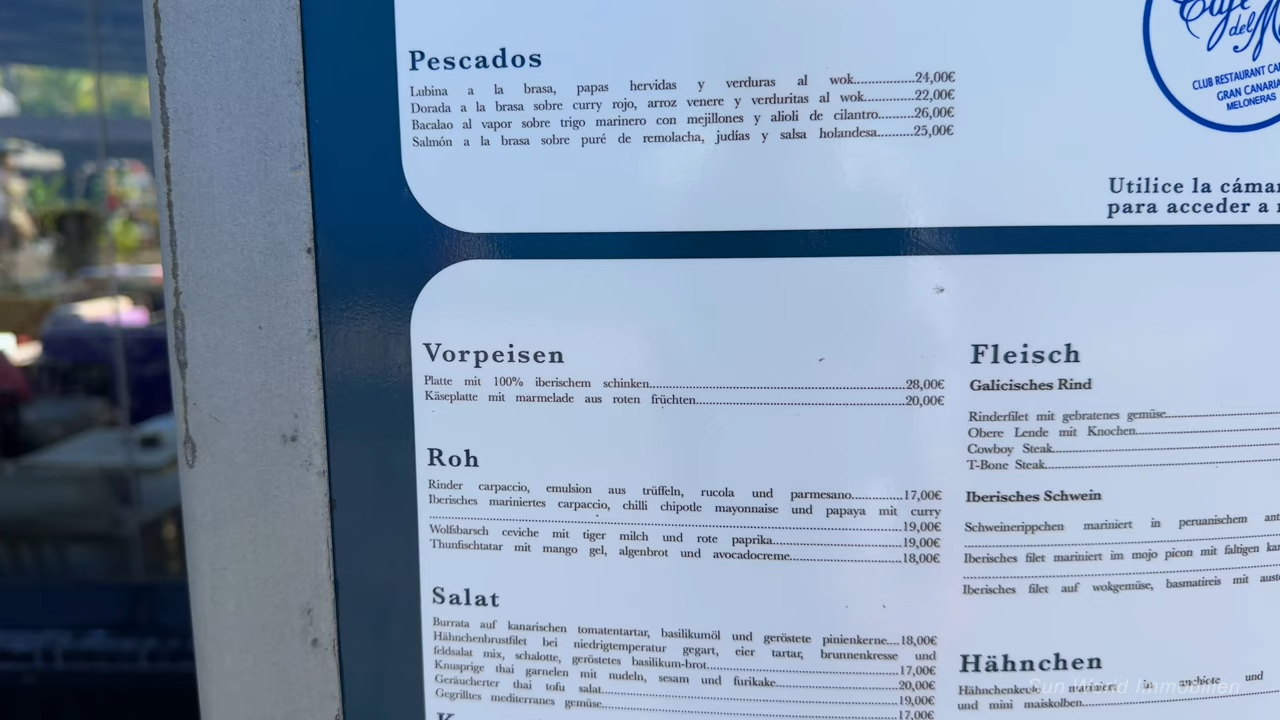 Pescados
Lubina a la brasa, papas hervidas y verduras al wok..............24,00€
Dorada a la brasa sobre curry rojo, arroz venere y verduritas al wok............22,00€
Bacalao al vapor sobre trigo marinero con mejillones y alioli de cilantro.........26,00€
Salmón a la brasa sobre puré de remolacha, judías y salsa holandesa.........25,00€
Café
del
CLUB RESTAURANT
GRAN CANARIA
MELONERAS
Utilice la
para acceder a
Vorpeisen
Platte mit 100% iberischem schinken..........28,00€
Käseplatte mit marmelade aus roten früchten..........20,00€
Roh
Rinder carpaccio, emulsion aus trüffeln, rucola und parmesano..............17,00€
Iberisches mariniertes carpaccio, chilli chipotle mayonnaise und papaya mit curry
..........19,00€
Wolfsbarsch ceviche mit tiger milch und rote paprika..........19,00€
Thunfischtatar mit mango gel, algenbrot und avocadocreme..........18,00€
Salat
Burrata auf kanarischen tomatentartar, basilikumöl und geröstete pinienkerne....18,00€
Hähnchenbrustfilet bei niedrigtemperatur gegart, eier tartar, brunnenkresse und
feldsalat mix, schalotte, geröstetes basilikum-brot..........17,00€
Knusprige thai garnelen mit nudeln, sesam und furikake..........20,00€
Geräucherter thai tofu salat..........19,00€
Gegrilltes mediterranes gemüse..........17,00€
Fleisch
Galicisches Rind
Rinderfilet mit gebratenes gemüse..........
Obere Lende mit Knochen..........
Cowboy Steak..........
T-Bone Steak..........
Iberisches Schwein
Schweinerippchen mariniert in peruanischem
Iberisches filet mariniert im mojo picon mit faltigen
Iberisches filet auf wokgemüse, basmatireis mit
Hähnchen
Hähnchenkeule mariniert in anchiote und
und mini maiskolben..........
Sun World Immobilien